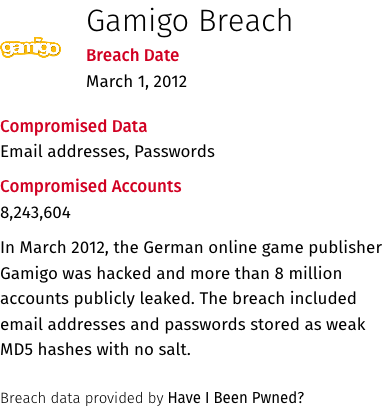 Gamigo Breach
gamigo
Breach Date
March 1, 2012
Compromised Data
Email addresses, Passwords
Compromised Accounts
8,243,604
In March 2012, the German online game publisher
Gamigo was hacked and more than 8 million
accounts publicly leaked. The breach included
email addresses and passwords stored as weak
MD5 hashes with no salt.
Breach data provided by Have I Been Pwned?